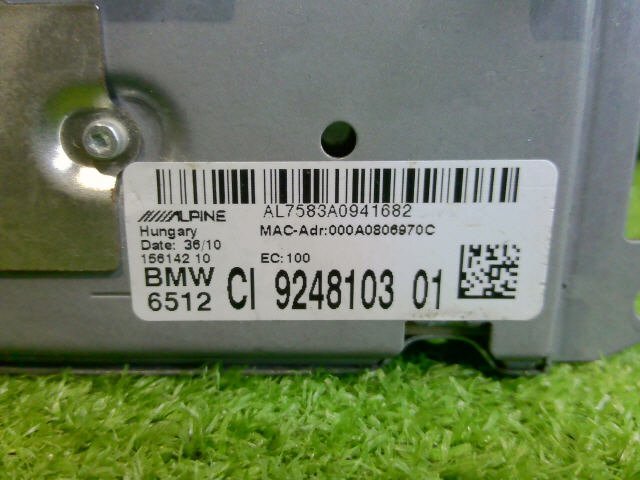 AL7583A0941682
ALPINE
MAC-Adr:000A0806970C
Hungary
Date: 36/10
156142 10
EC:100
BMW
6512
CI 9248103 01